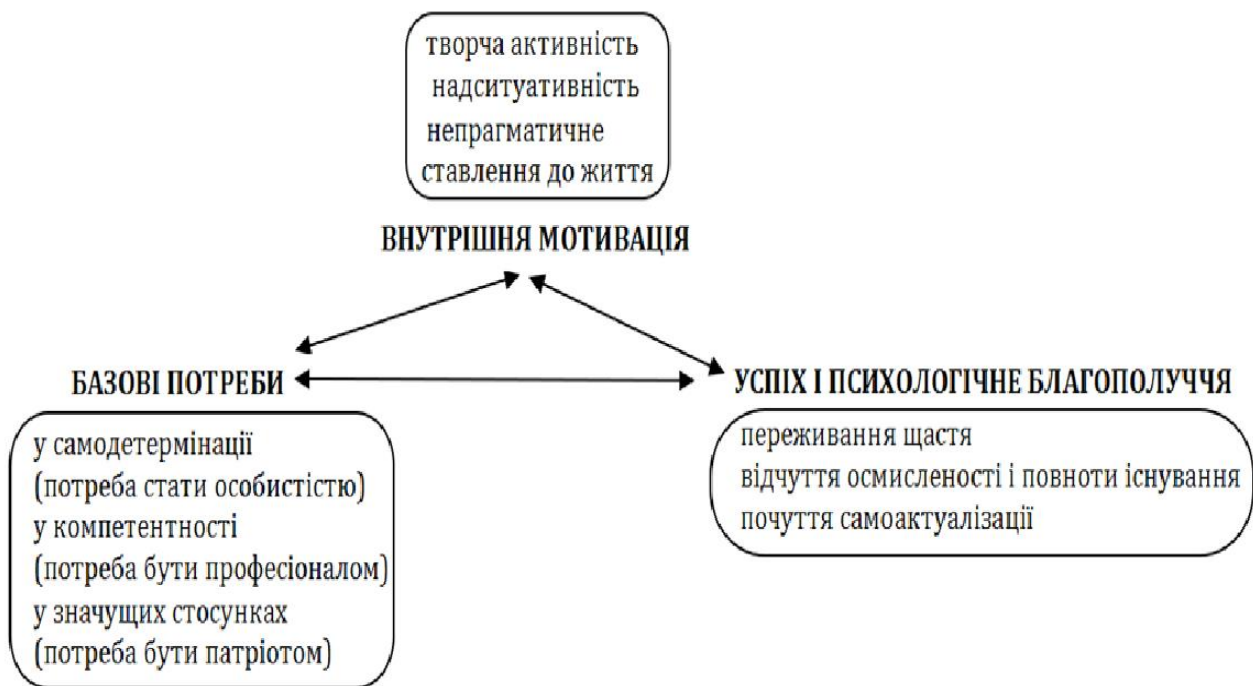 творча активність
надситуативність
непрагматичне
ставлення до життя
ВНУТРІШНЯ МОТИВАЦІЯ
БАЗОВІ ПОТРЕБИ
у самодетермінації
(потреба стати особистістю)
у компетентності
(потреба бути професіоналом)
у значущих стосунках
(потреба бути патріотом)
УСПІХ І ПСИХОЛОГІЧНЕ БЛАГОПОЛУЧЧЯ
переживання щастя
відчуття осмисленості і повноти існування
почуття самоактуалізації